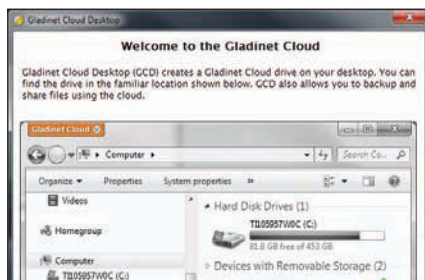 Gladinet Cloud Desktop
Welcome to the Gladinet Cloud
Gladinet Cloud Desktop (GCD) creates a Gladinet Cloud drive on your desktop. You can
find the drive in the familiar location shown below. GCD also allows you to backup and
share files using the cloud.
Gladinet Cloud
Computer
Search Co...
Organize Properties System properties »
Videos
Homegroup
Computer
TI105957W0C (C:)
Hard Disk Drives (1)
TI105957W0C (C:)
81.8 GB free of 453 GB
Devices with Removable Storage (2)